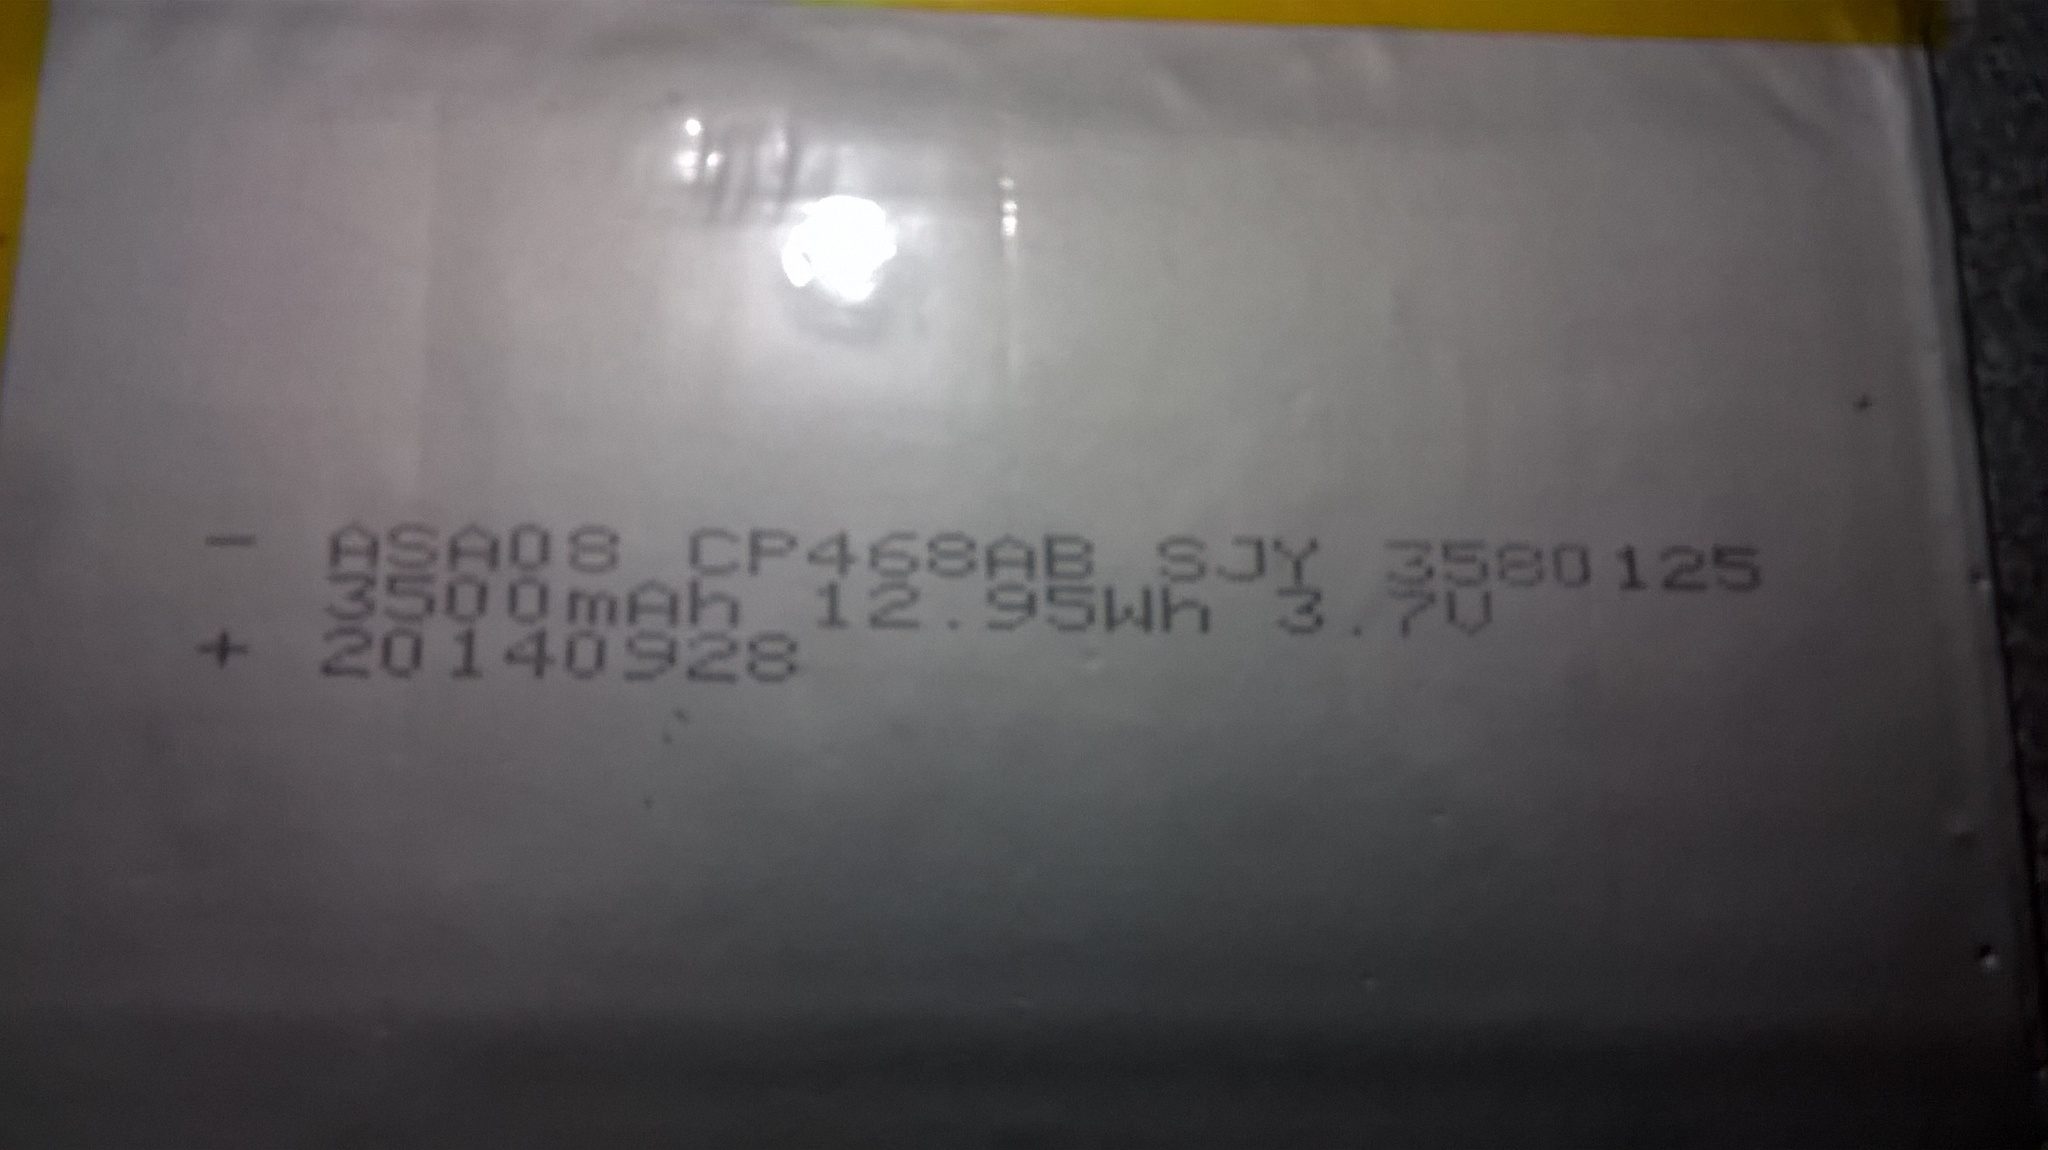 - ASA08 CP468AB SJY 3580125
3500mAh 12.95Wh 3.7V
+ 20140928